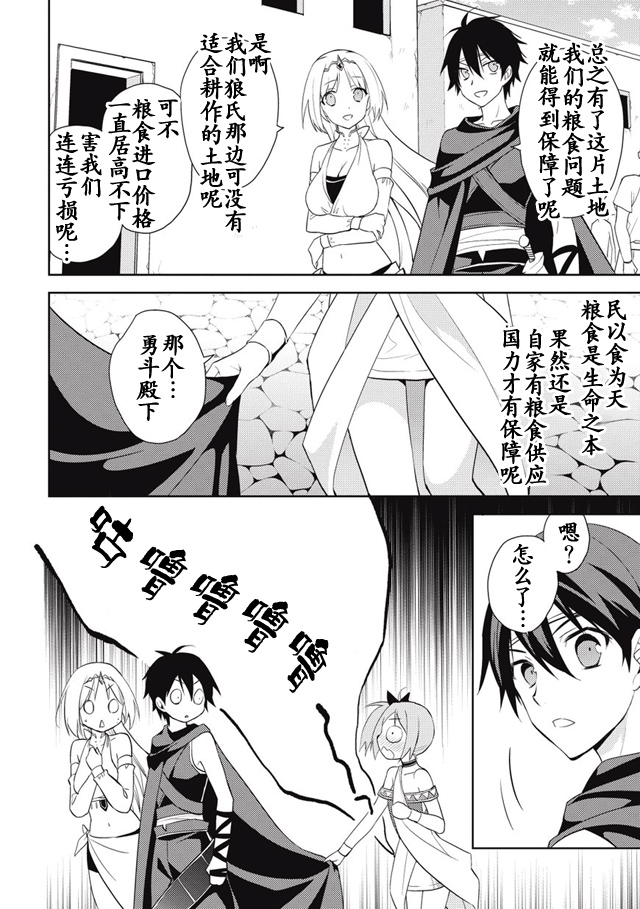 总之有了这片土地
我们的粮食问题
就能得到保障了呢
是啊
我们狼氏那边可没有
适合耕作的土地呢
可不
粮食进口价格
一直居高不下
害我们
连连亏损呢…
民以食为天
粮食是生命之本
果然还是
自家有粮食供应
国力才有保障呢
那个…
勇斗殿下
嗯?
怎么了…
咕噜噜噜噜